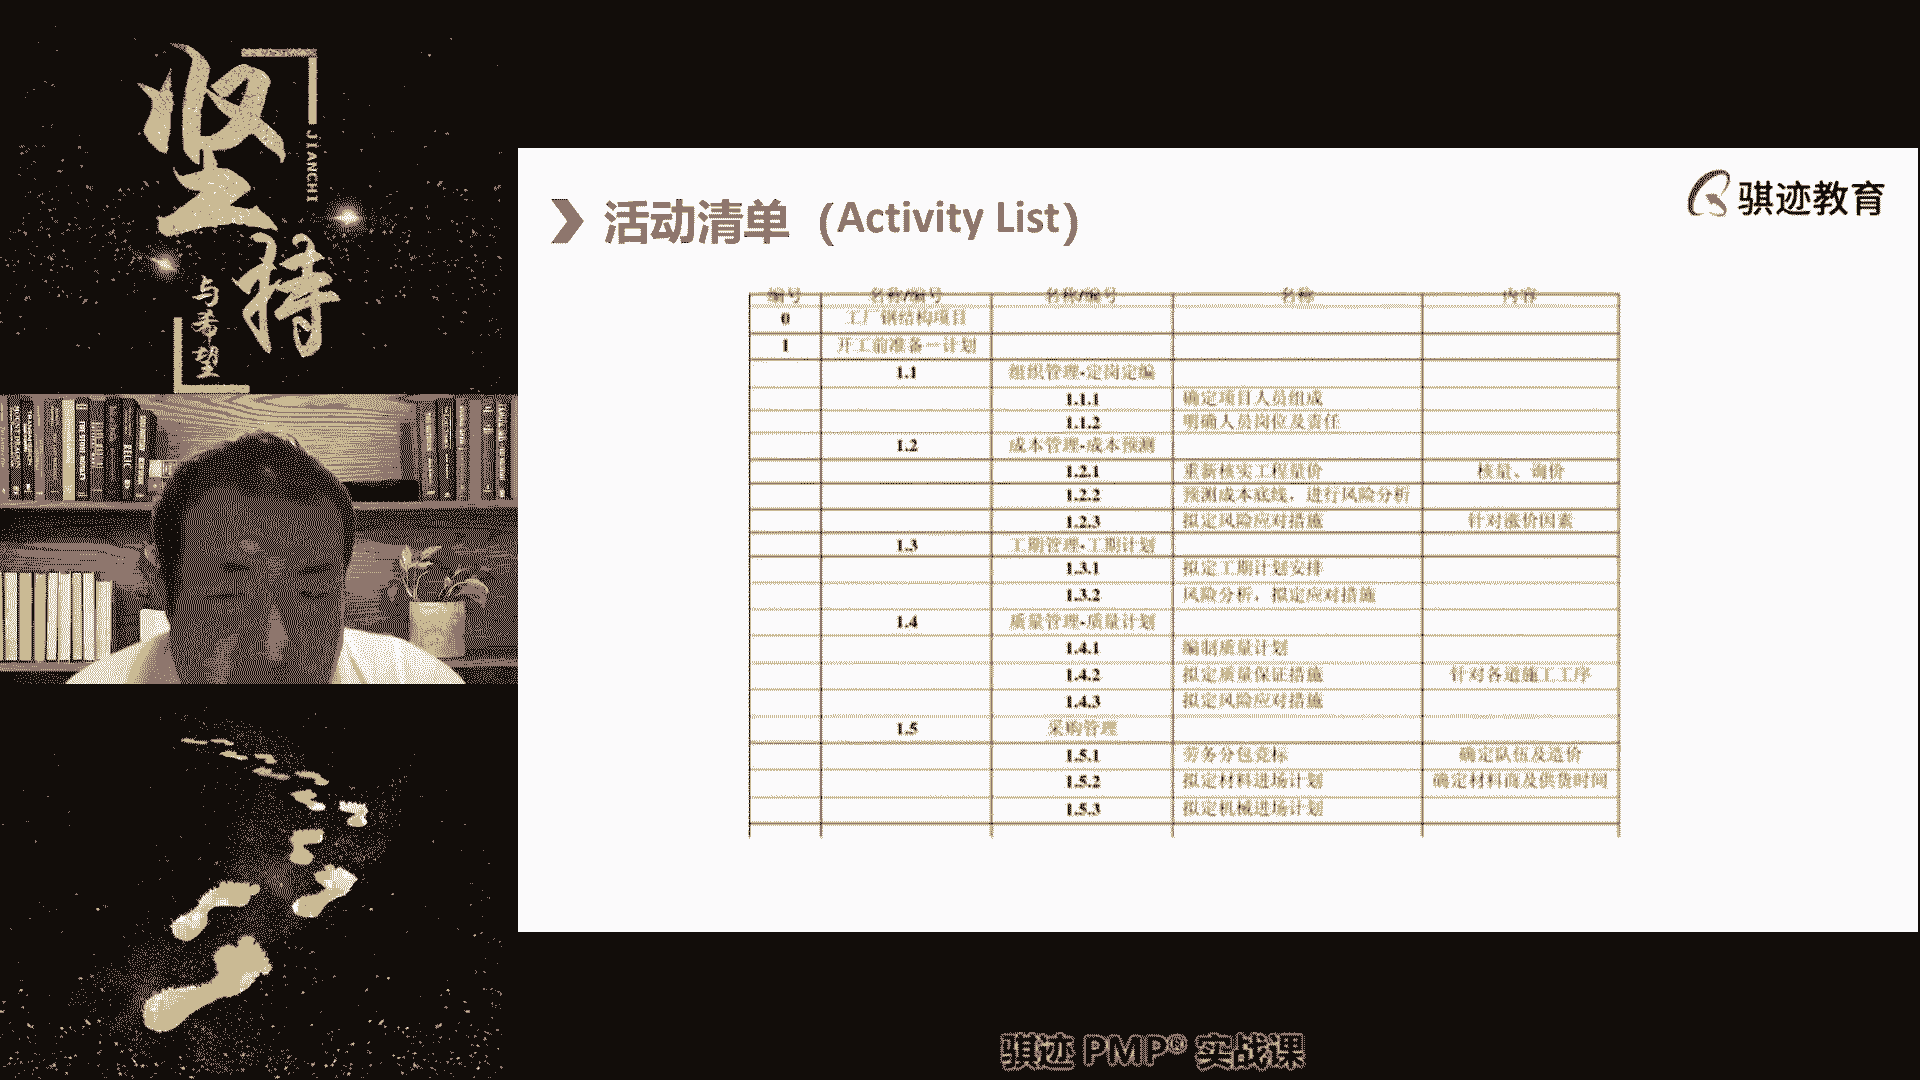 坚持
JIANCHI
与希望
骐迹教育
活动清单（Activity List）
编号 名称/编号 名称/编号 名称 内容
0 工厂钢结构项目
1 开工前准备－计划
1.1 组织管理-定岗定编
1.1.1 确定项目人员组成
1.1.2 明确人员岗位及责任
1.2 成本管理-成本预测
1.2.1 重新核实工程量价 核量、询价
1.2.2 预测成本底线，进行风险分析
1.2.3 拟定风险应对措施 针对涨价因素
1.3 工期管理-工期计划
1.3.1 拟定工期计划安排
1.3.2 风险分析，拟定应对措施
1.4 质量管理-质量计划
1.4.1 编制质量计划
1.4.2 拟定质量保证措施 针对各道施工工序
1.4.3 拟定风险应对措施
1.5 采购管理
1.5.1 劳务分包竞标 确定队伍及造价
1.5.2 拟定材料进场计划 确定材料商及供货时间
1.5.3 拟定机械进场计划
骐迹 PMP® 实战课